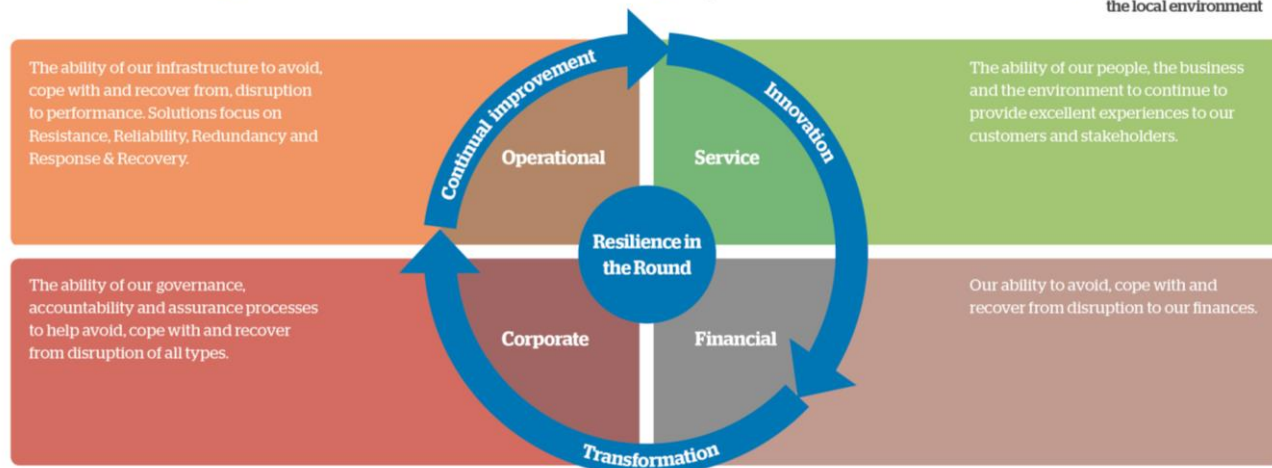 the local environment
The ability of our infrastructure to avoid,
cope with and recover from, disruption
to performance. Solutions focus on
Resistance, Reliability, Redundancy and
Response & Recovery.
Continual improvement
Innovation
The ability of our people, the business
and the environment to continue to
provide excellent experiences to our
customers and stakeholders.
Operational
Service
Resilience in
the Round
The ability of our governance,
accountability and assurance processes
to help avoid, cope with and recover
from disruption of all types.
Corporate
Financial
Our ability to avoid, cope with and
recover from disruption to our finances.
Transformation